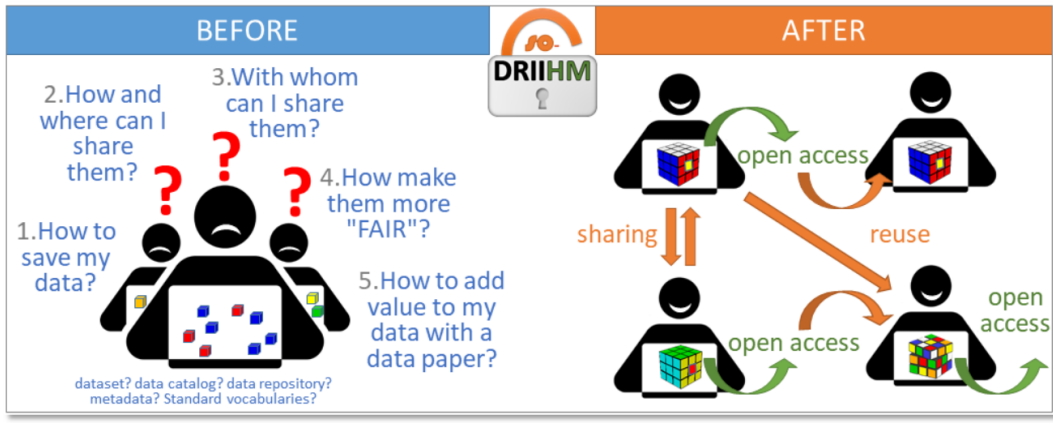 BEFORE
SO-
DRIIHM
AFTER
2.How and
where can I
share
them?
3.With whom
can I share
them?
?
?
?
4.How make
them more
"FAIR"?
1.How to
save my
data?
5.How to add
value to my
data with a
data paper?
dataset? data catalog? data repository?
metadata? Standard vocabularies?
open access
sharing
reuse
open access
open
access